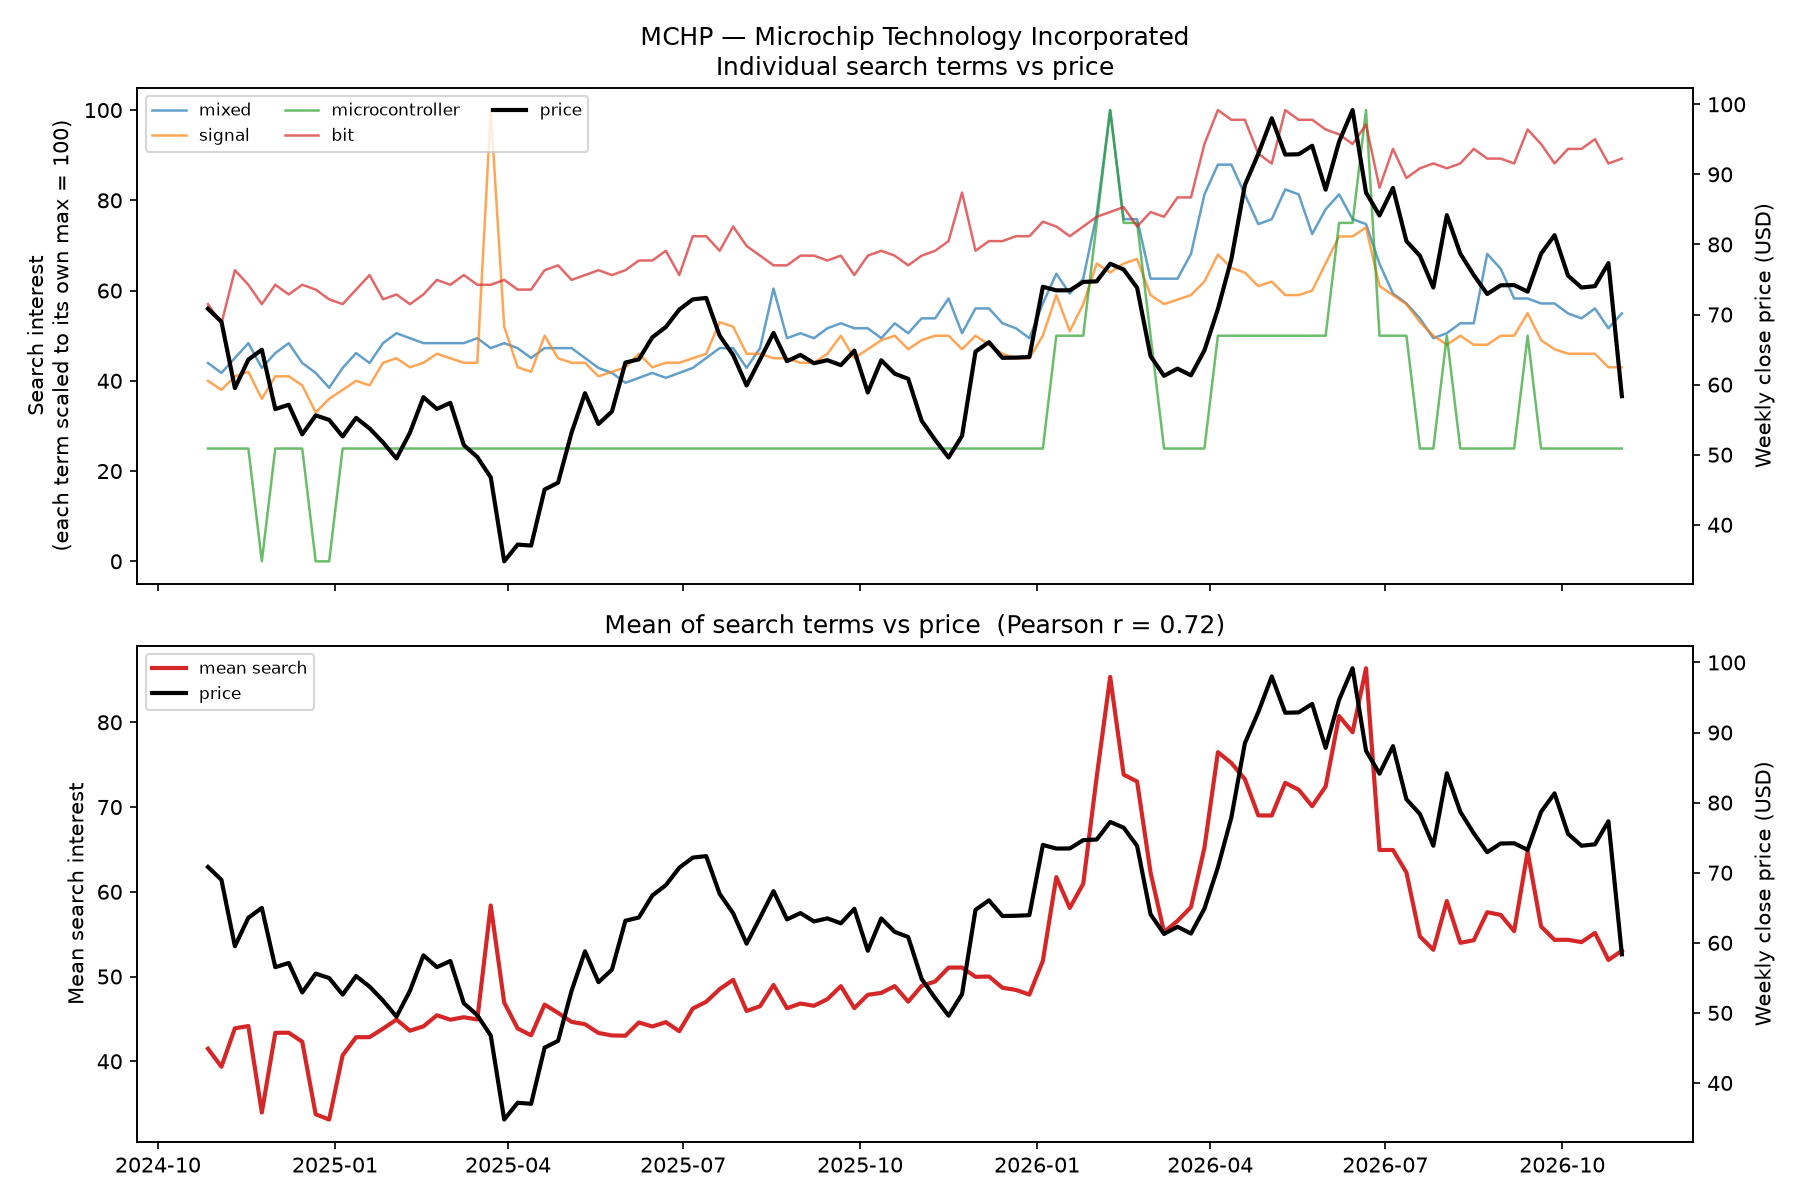 MCHP — Microchip Technology Incorporated
Individual search terms vs price
mixed
signal
microcontroller
bit
price
100
80
60
40
20
0
Search interest
(each term scaled to its own max = 100)
100
90
80
70
60
50
40
Weekly close price (USD)
Mean of search terms vs price (Pearson r = 0.72)
mean search
price
80
70
60
50
40
Mean search interest
100
90
80
70
60
50
40
Weekly close price (USD)
2024-10 2025-01 2025-04 2025-07 2025-10 2026-01 2026-04 2026-07 2026-10